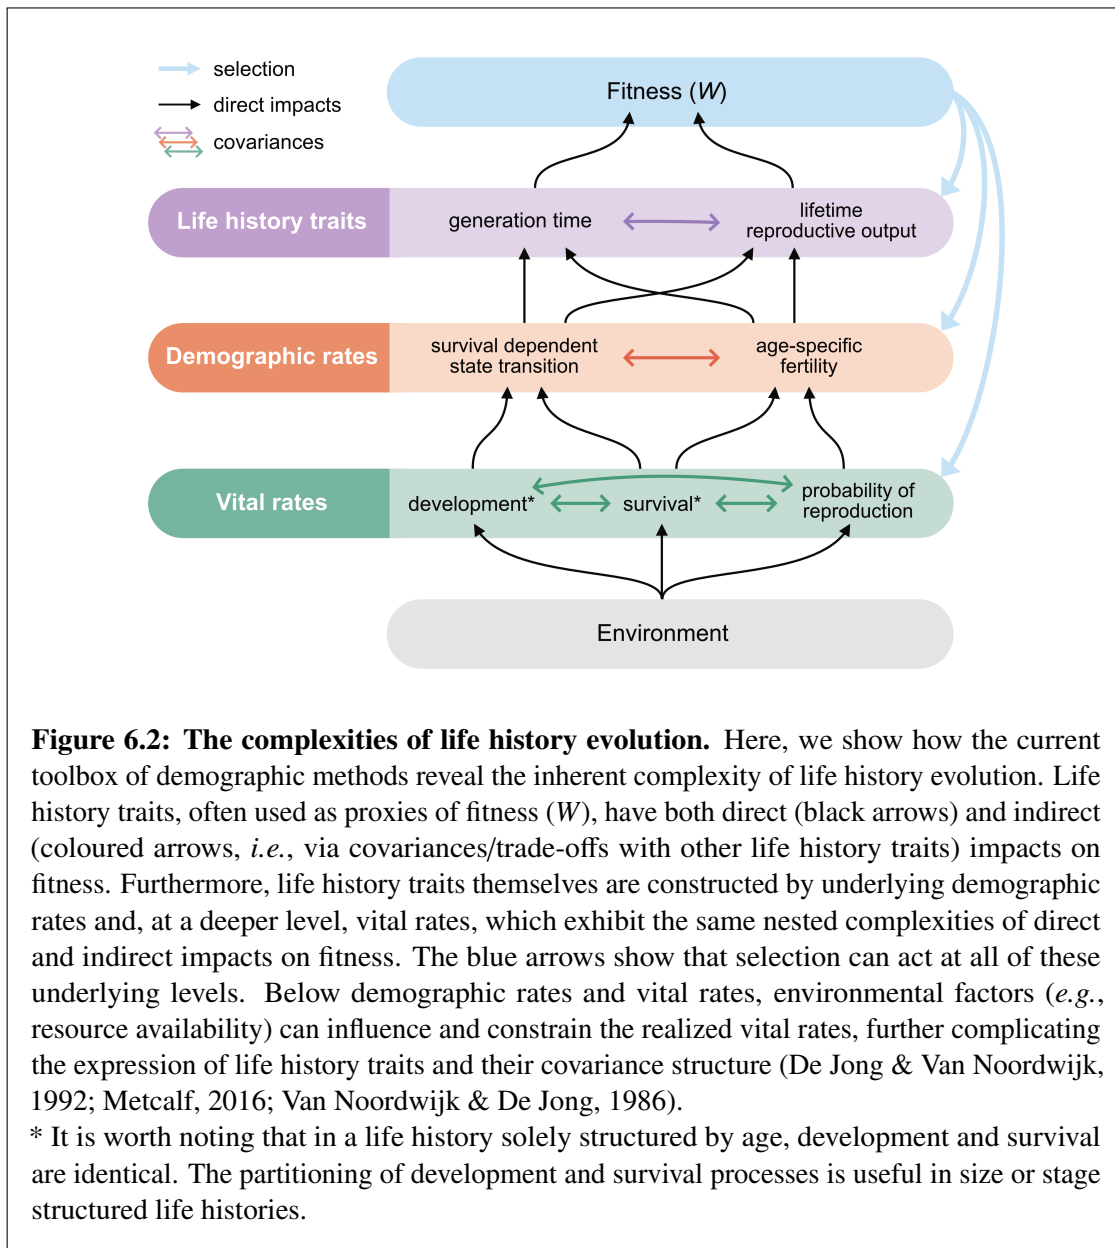 selection
direct impacts
covariances
Fitness (W)
Life history traits
generation time
lifetime
reproductive output
Demographic rates
survival dependent
state transition
age-specific
fertility
Vital rates
development*
survival*
probability of
reproduction
Environment
Figure 6.2: The complexities of life history evolution. Here, we show how the current
toolbox of demographic methods reveal the inherent complexity of life history evolution. Life
history traits, often used as proxies of fitness (W), have both direct (black arrows) and indirect
(coloured arrows, i.e., via covariances/trade-offs with other life history traits) impacts on
fitness. Furthermore, life history traits themselves are constructed by underlying demographic
rates and, at a deeper level, vital rates, which exhibit the same nested complexities of direct
and indirect impacts on fitness. The blue arrows show that selection can act at all of these
underlying levels. Below demographic rates and vital rates, environmental factors (e.g.,
resource availability) can influence and constrain the realized vital rates, further complicating
the expression of life history traits and their covariance structure (De Jong & Van Noordwijk,
1992; Metcalf, 2016; Van Noordwijk & De Jong, 1986).
* It is worth noting that in a life history solely structured by age, development and survival
are identical. The partitioning of development and survival processes is useful in size or stage
structured life histories.